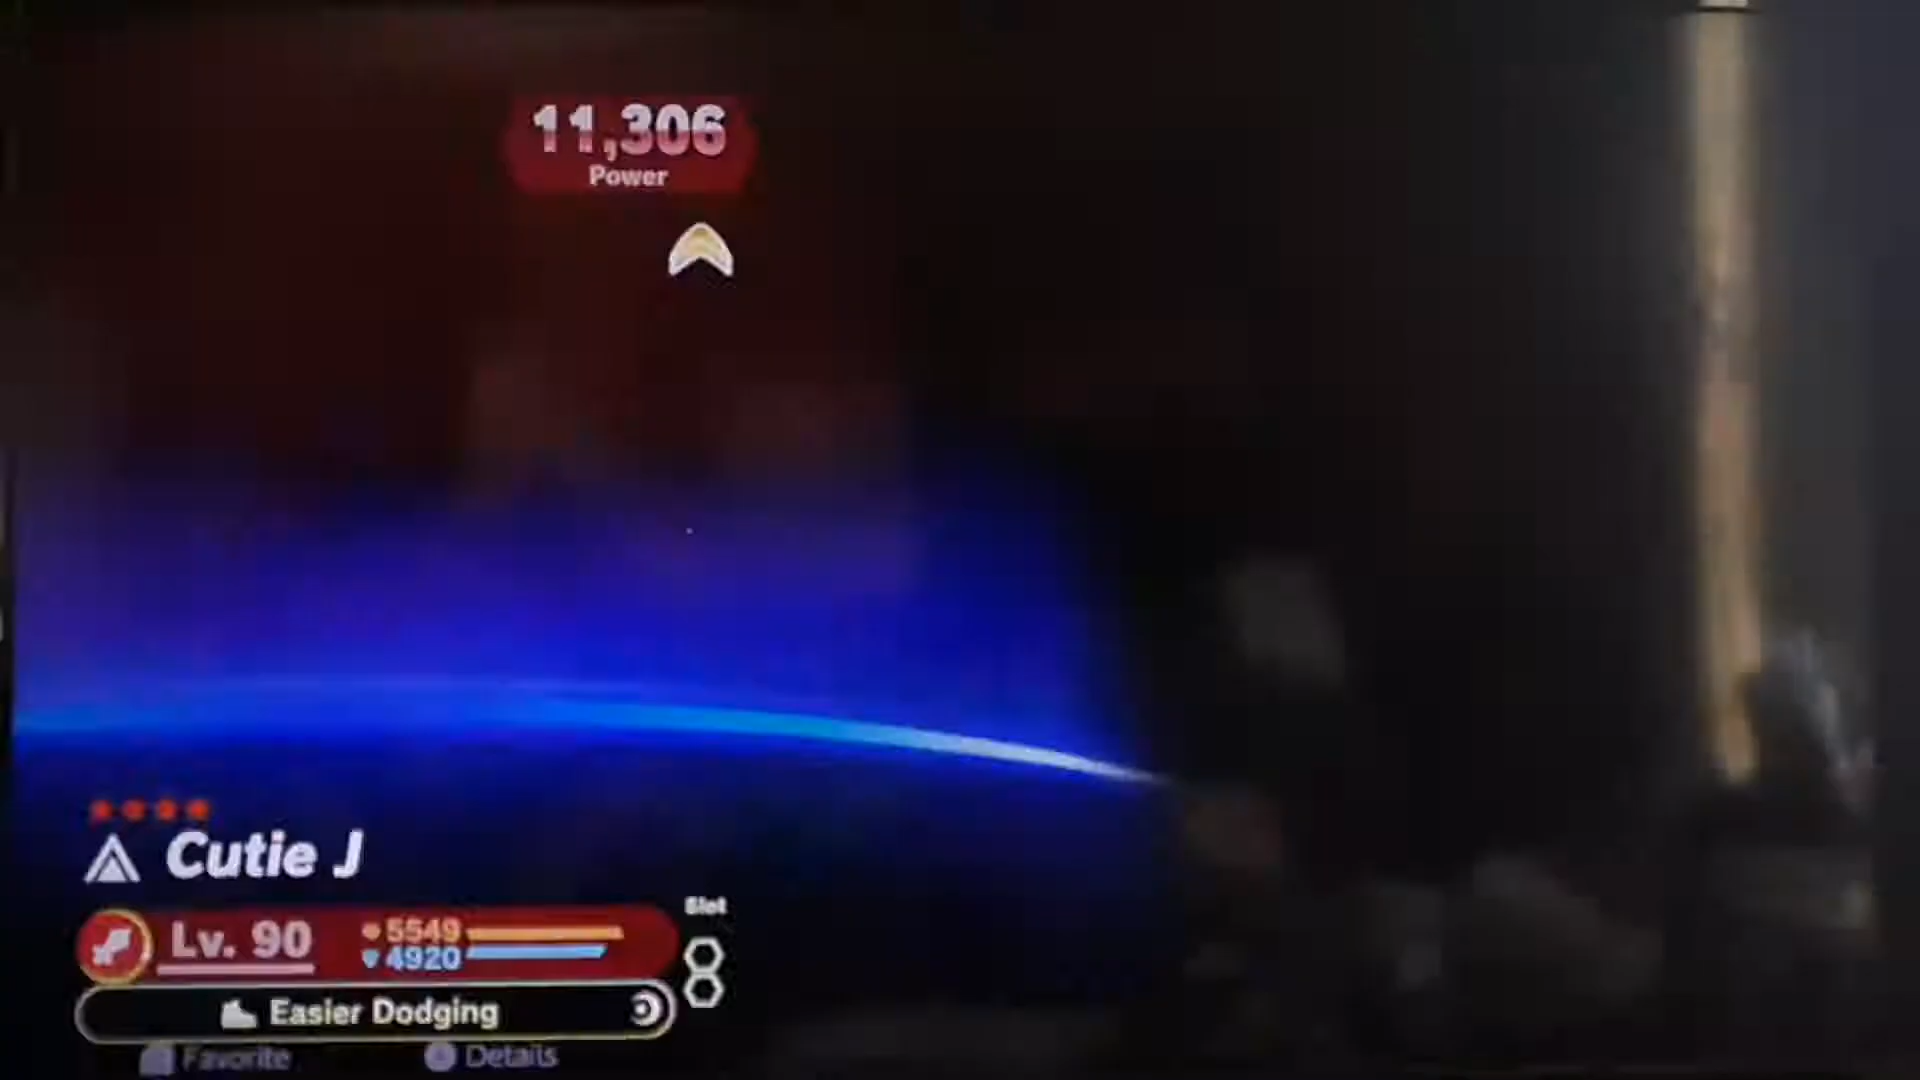 11,306
Power
Cutie J
Lv. 90
5549
4920
Slot
Easier Dodging
Favorite
Details